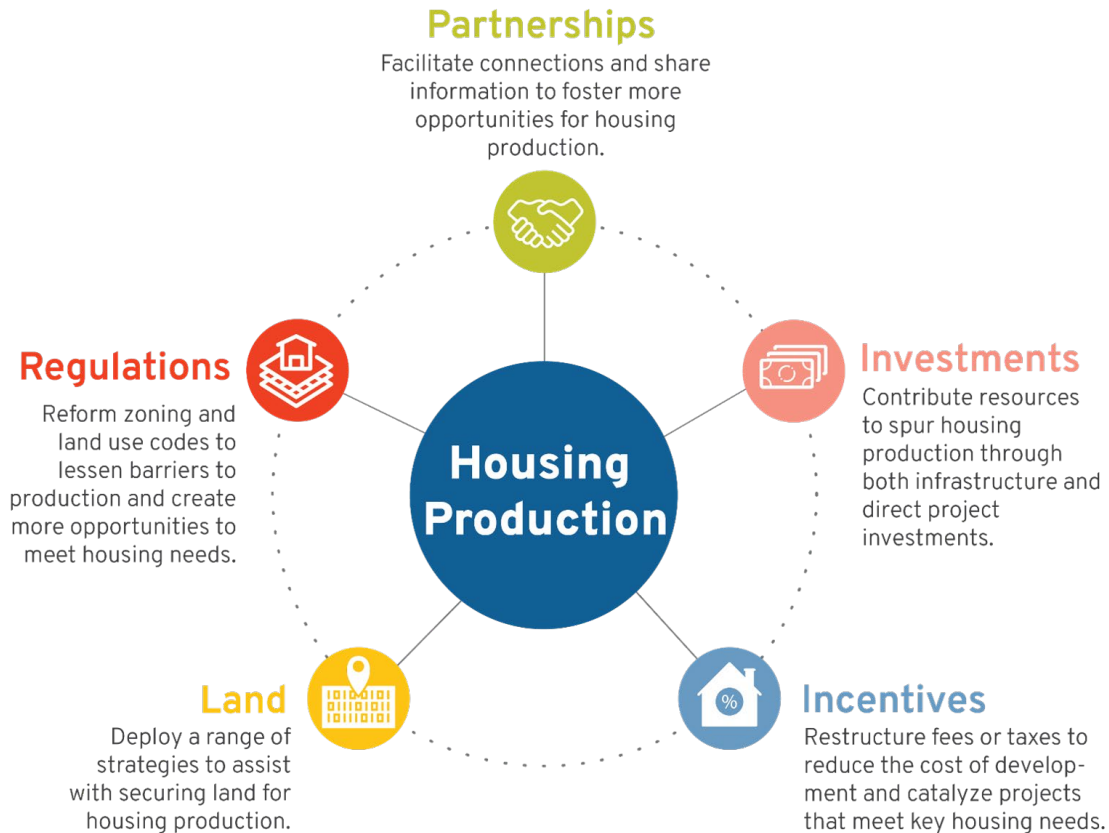 Partnerships
Facilitate connections and share
information to foster more
opportunities for housing
production.
Regulations
Reform zoning and
land use codes to
lessen barriers to
production and create
more opportunities to
meet housing needs.
Investments
Contribute resources
to spur housing
production through
both infrastructure and
direct project
investments.
Housing
Production
Land
Deploy a range of
strategies to assist
with securing land for
housing production.
%
Incentives
Restructure fees or taxes to
reduce the cost of develop-
ment and catalyze projects
that meet key housing needs.